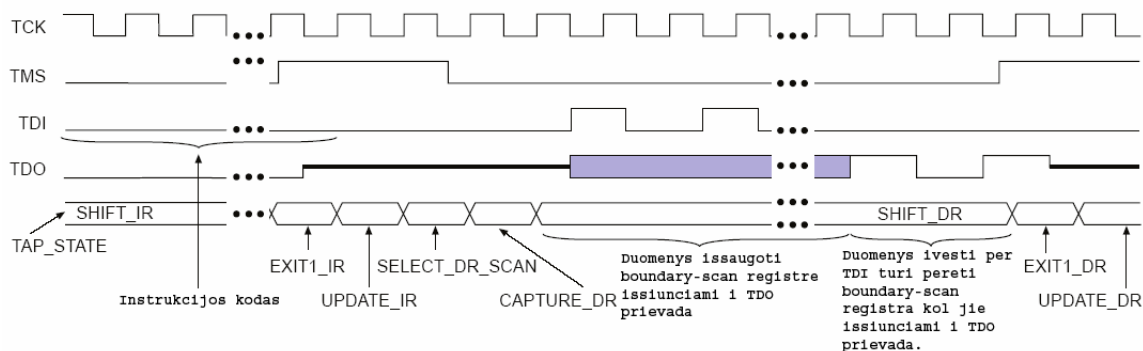 TCK
TMS
TDI
TDO
SHIFT_IR
SHIFT_DR
TAP_STATE
EXIT1_IR
SELECT_DR_SCAN
Instrukcijos kodas
UPDATE_IR
CAPTURE_DR
Duomenys issaugoti
boundary-scan registre
issiunciami i TDO
prievada
Duomenys ivesti per
TDI turi pereti
boundary-scan
registra kol jie
issiunciami i TDO
prievada.
EXIT1_DR
UPDATE_DR